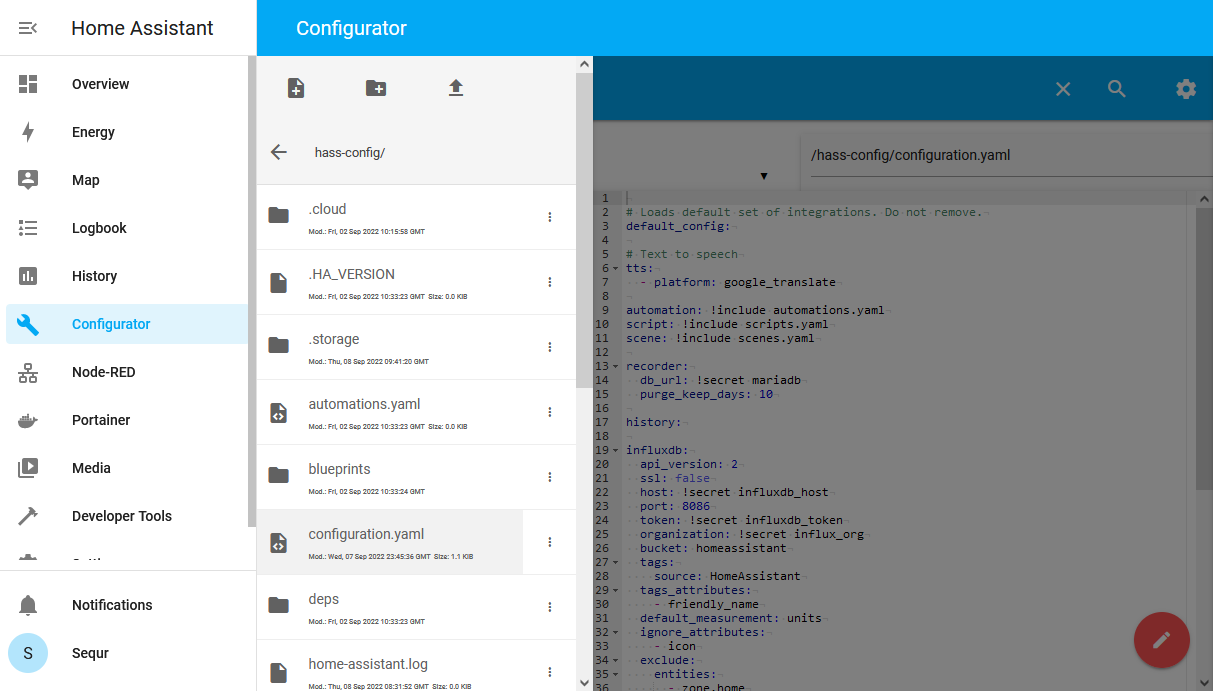 Home Assistant
Configurator
Overview
Energy
Map
Logbook
History
Configurator
Node-RED
Portainer
Media
Developer Tools
Notifications
S
Sequr
hass-config/
.cloud
Mod.: Fri, 02 Sep 2022 10:15:58 GMT
.HA_VERSION
Mod.: Fri, 02 Sep 2022 10:33:23 GMT Size: 0.0 KiB
.storage
Mod.: Thu, 08 Sep 2022 09:41:20 GMT
automations.yaml
Mod.: Fri, 02 Sep 2022 10:33:23 GMT Size: 0.0 KiB
blueprints
Mod.: Fri, 02 Sep 2022 10:33:24 GMT
configuration.yaml
Mod.: Wed, 07 Sep 2022 23:45:36 GMT Size: 1.1 KiB
deps
Mod.: Fri, 02 Sep 2022 10:33:23 GMT
home-assistant.log
Mod.: Thu, 08 Sep 2022 08:31:52 GMT Size: 0.0 KiB
/hass-config/configuration.yaml
1
2 # Loads default set of integrations. Do not remove.
3 default_config:
4
5 # Text to speech
6 tts:
7   - platform: google_translate
8
9 automation: !include automations.yaml
10 script: !include scripts.yaml
11 scene: !include scenes.yaml
12
13 recorder:
14   db_url: !secret mariadb
15   purge_keep_days: 10
16
17 history:
18
19 influxdb:
20   api_version: 2
21   ssl: false
22   host: !secret influxdb_host
23   port: 8086
24   token: !secret influxdb_token
25   organization: !secret influx_org
26   bucket: homeassistant
27   tags:
28     source: HomeAssistant
29   tags_attributes:
30     - friendly_name
31   default_measurement: units
32   ignore_attributes:
33     - icon
34   exclude:
35     entities:
36       - zone.home